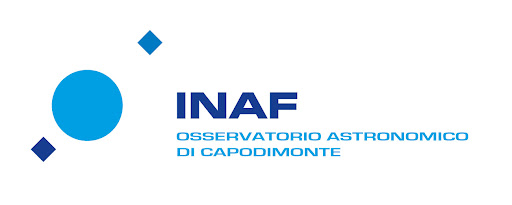 INAF
OSSERVATORIO ASTRONOMICO
DI CAPODIMONTE